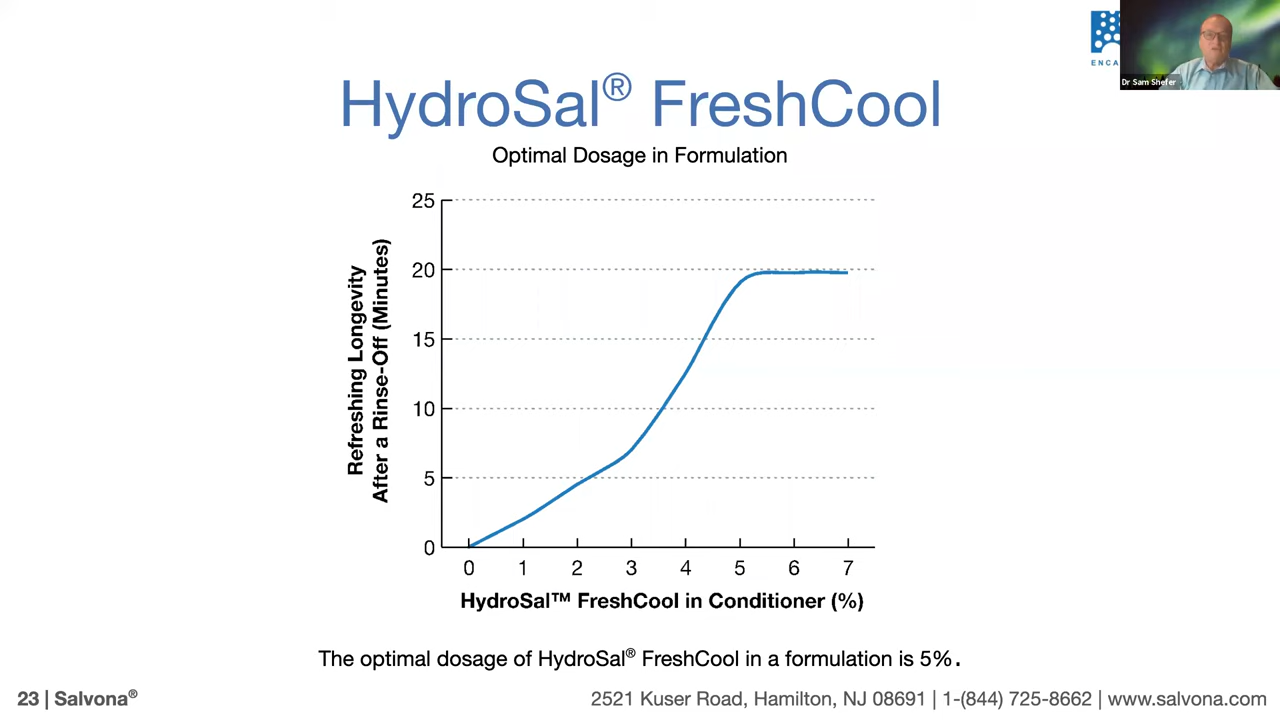 ENCA
Dr Sam Shefer
HydroSal® FreshCool
Optimal Dosage in Formulation
25
20
15
10
5
0
Refreshing Longevity
After a Rinse-Off (Minutes)
0 1 2 3 4 5 6 7
HydroSal™ FreshCool in Conditioner (%)
The optimal dosage of HydroSal® FreshCool in a formulation is 5%.
23 | Salvona®
2521 Kuser Road, Hamilton, NJ 08691 | 1-(844) 725-8662 | www.salvona.com